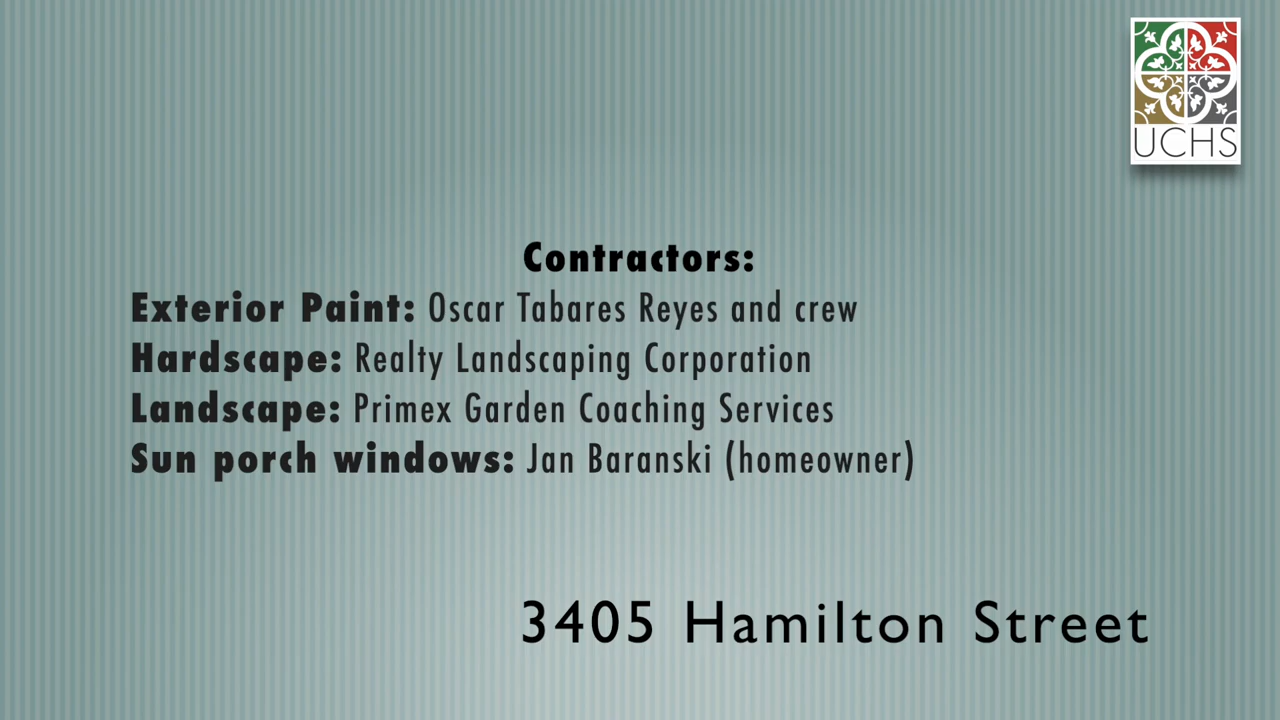 UCHS
Contractors:
Exterior Paint: Oscar Tabares Reyes and crew
Hardscape: Realty Landscaping Corporation
Landscape: Primex Garden Coaching Services
Sun porch windows: Jan Baranski (homeowner)
3405 Hamilton Street